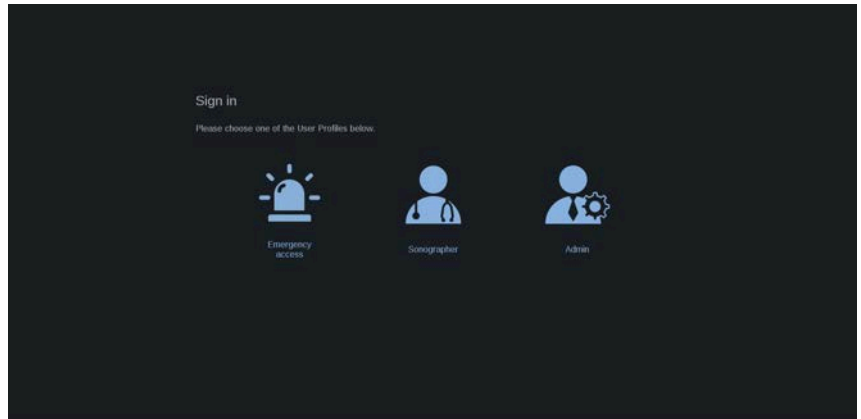 Sign in
Please choose one of the User Profiles below.
Emergency
access
Sonographer
Admin